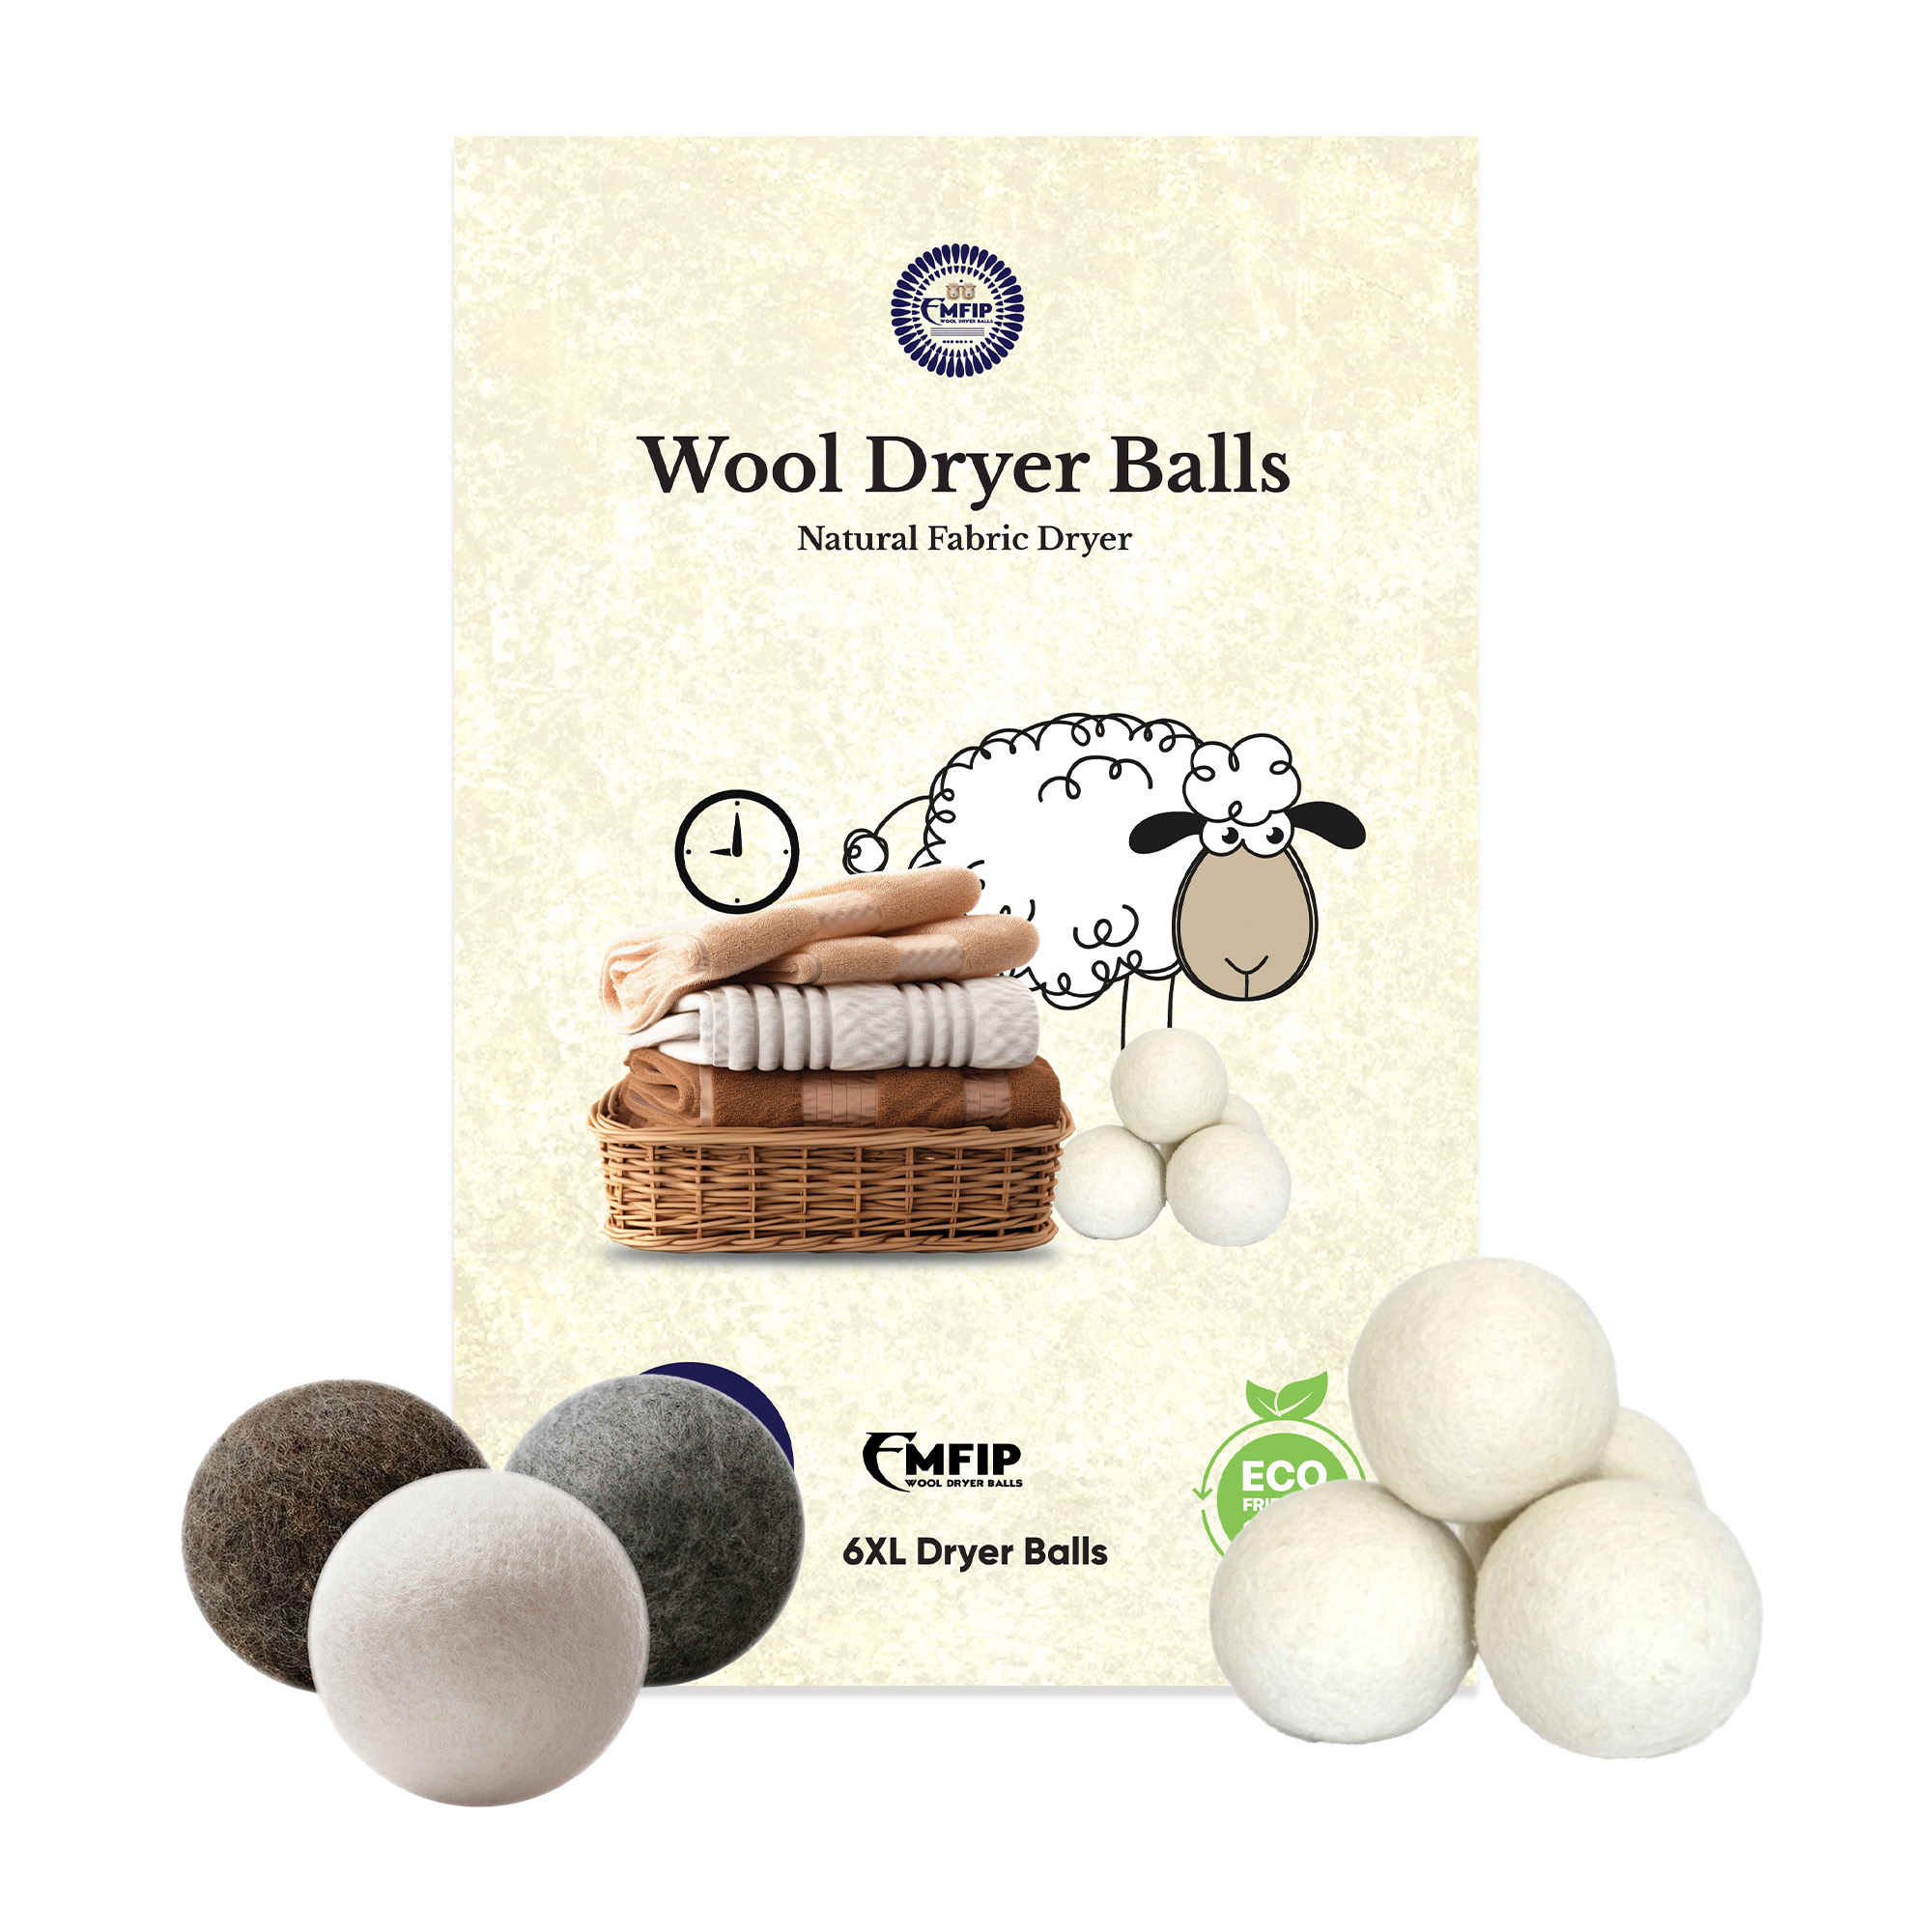 EMFIP
WOOL DRYER BALLS
Wool Dryer Balls
Natural Fabric Dryer
EMFIP
WOOL DRYER BALLS
6XL Dryer Balls
ECO